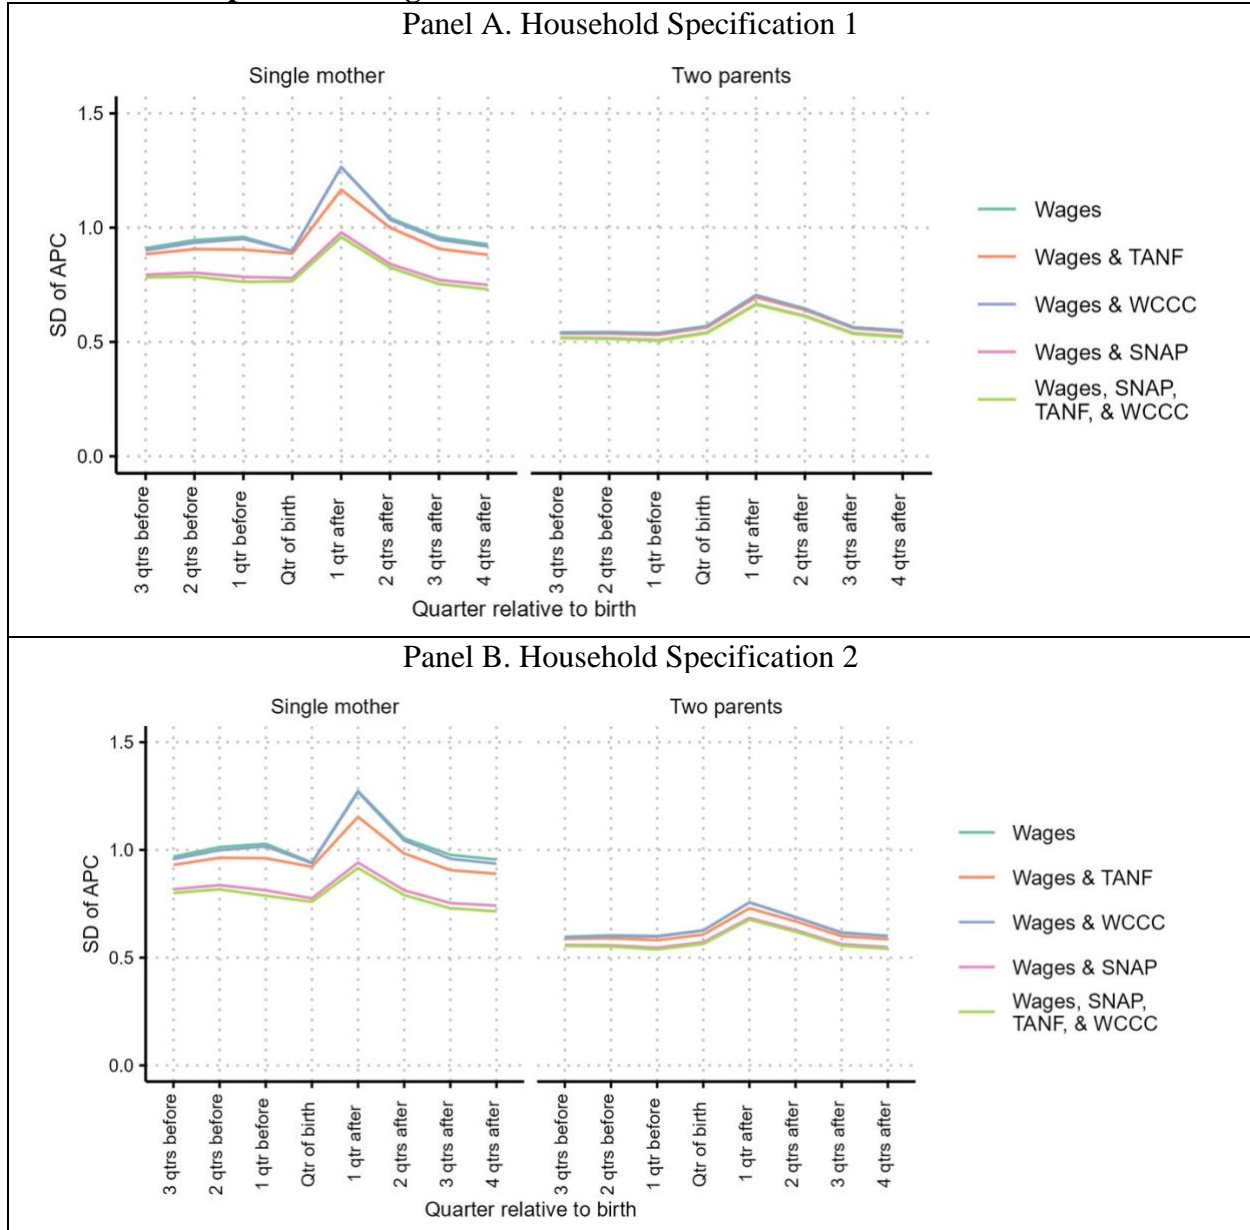 Panel A. Household Specification 1
Single mother
Two parents
SD of APC
1.5
1.0
0.5
0.0
3 qtrs before
2 qtrs before
1 qtr before
Qtr of birth
1 qtr after
2 qtrs after
3 qtrs after
4 qtrs after
3 qtrs before
2 qtrs before
1 qtr before
Qtr of birth
1 qtr after
2 qtrs after
3 qtrs after
4 qtrs after
Quarter relative to birth
Wages
Wages & TANF
Wages & WCCC
Wages & SNAP
Wages, SNAP,
TANF, & WCCC
Panel B. Household Specification 2
Single mother
Two parents
SD of APC
1.5
1.0
0.5
0.0
3 qtrs before
2 qtrs before
1 qtr before
Qtr of birth
1 qtr after
2 qtrs after
3 qtrs after
4 qtrs after
3 qtrs before
2 qtrs before
1 qtr before
Qtr of birth
1 qtr after
2 qtrs after
3 qtrs after
4 qtrs after
Quarter relative to birth
Wages
Wages & TANF
Wages & WCCC
Wages & SNAP
Wages, SNAP,
TANF, & WCCC